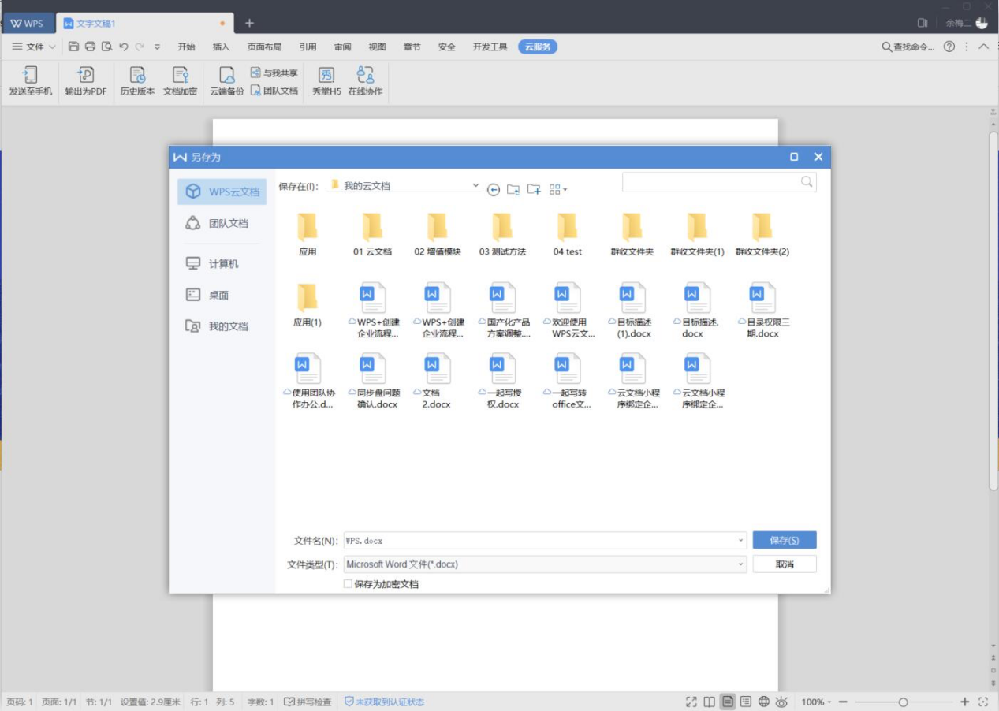 WPS 文字文稿1 余梅二
文件 开始 插入 页面布局 引用 审阅 视图 章节 安全 开发工具 云服务 查找命令...
与我共享
发送至手机 输出为PDF 历史版本 文档加密 云端备份 团队文档 秀堂H5 在线协作
另存为
WPS云文档
团队文档
计算机
桌面
我的文档
保存在(I): 我的云文档
应用 01 云文档 02 增值模块 03 测试方法 04 test 群收文件夹 群收文件夹(1) 群收文件夹(2)
应用(1) WPS+创建 WPS+创建 国产化产品 欢迎使用 目标描述 目标描述. 目录权限三
企业流程... 企业流程... 方案调整.... WPS云文... (1).docx docx 期.docx
使用团队协 同步盘问题 文档 一起写授 一起写转 云文档小程 云文档小程
作办公.d... 确认.docx 2.docx 权.docx office文... 序绑定企... 序绑定企...
文件名(N): WPS.docx 保存(S)
文件类型(T): Microsoft Word 文件(*.docx) 取消
保存为加密文档
页码: 1 页面: 1/1 节: 1/1 设置值: 2.9厘米 行: 1 列: 5 字数: 1 拼写检查 未获取到认证状态 100%